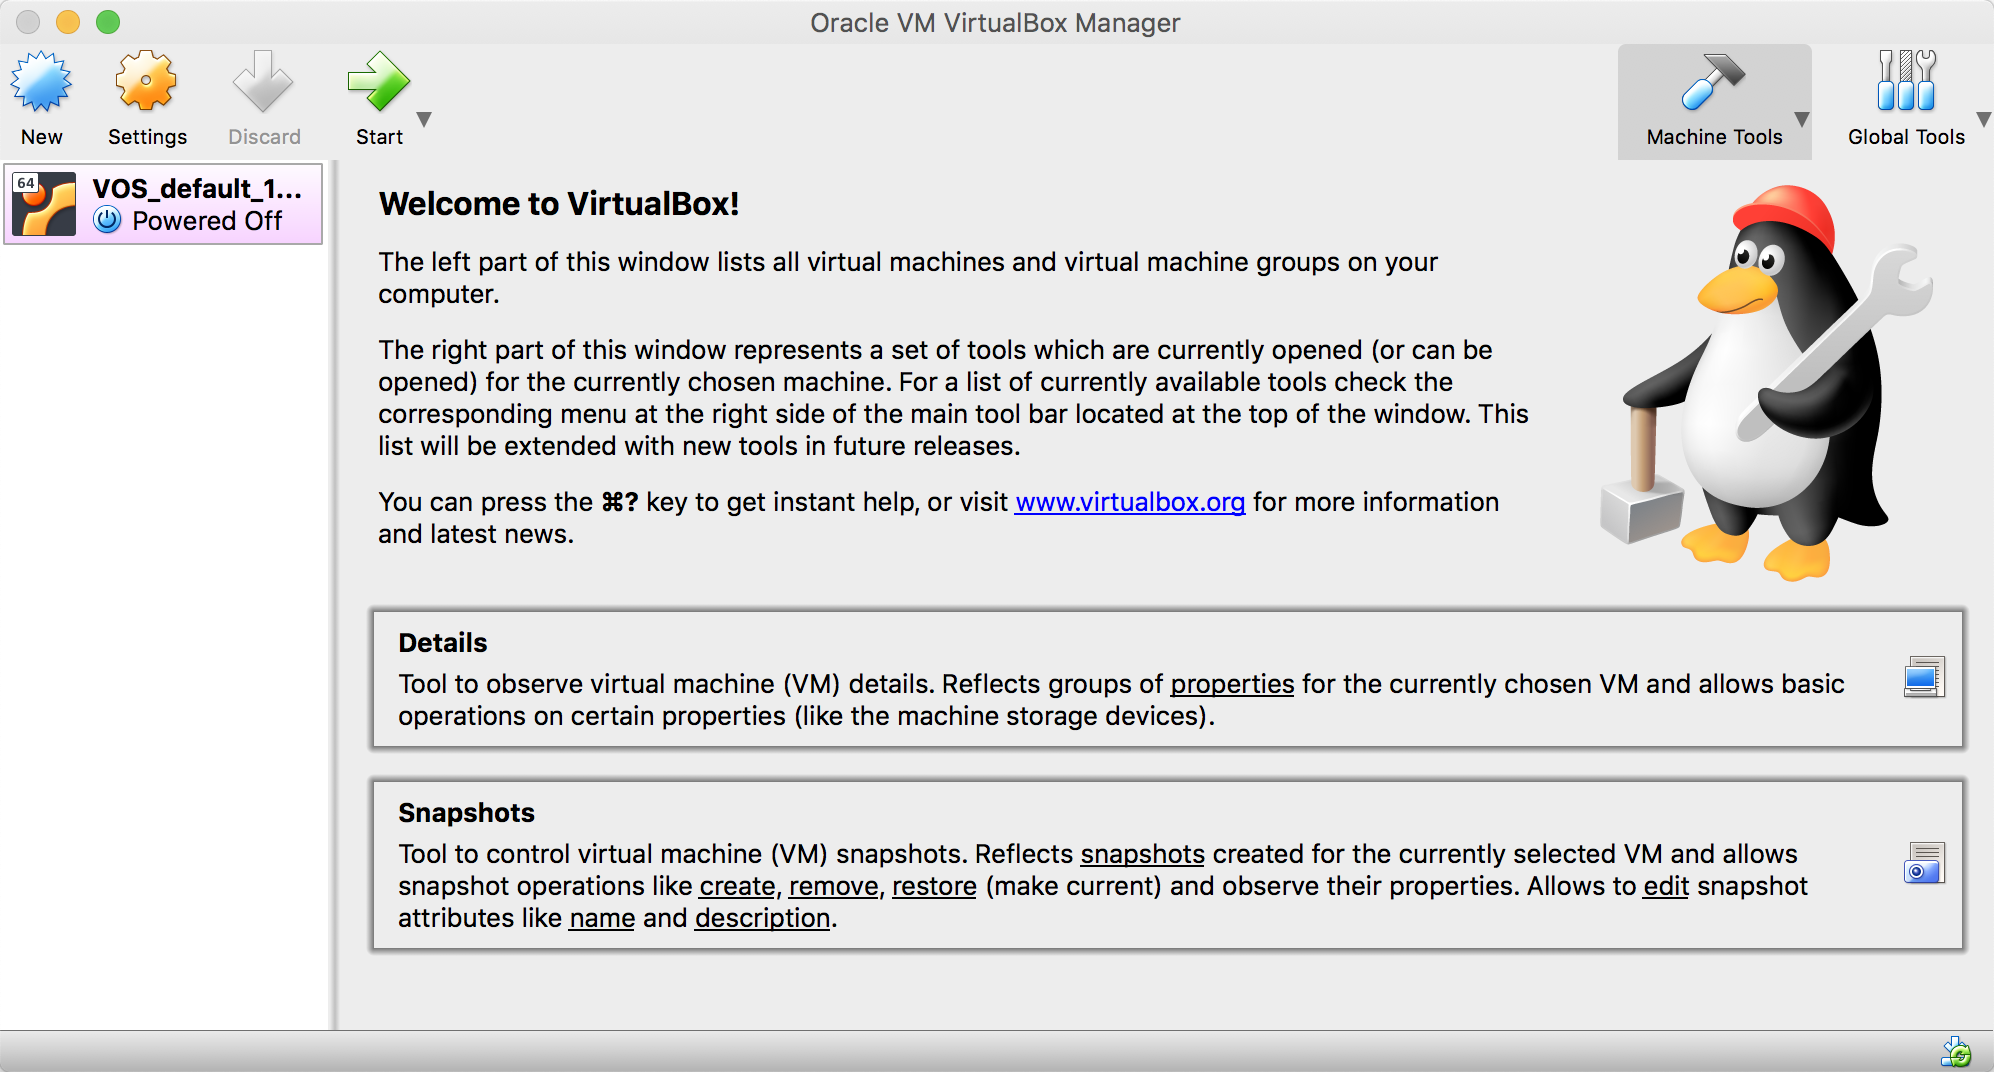 Oracle VM VirtualBox Manager
New
Settings
Discard
Start
Machine Tools
Global Tools
64
VOS_default_1...
Powered Off
Welcome to VirtualBox!
The left part of this window lists all virtual machines and virtual machine groups on your
computer.
The right part of this window represents a set of tools which are currently opened (or can be
opened) for the currently chosen machine. For a list of currently available tools check the
corresponding menu at the right side of the main tool bar located at the top of the window. This
list will be extended with new tools in future releases.
You can press the ⌘? key to get instant help, or visit www.virtualbox.org for more information
and latest news.
Details
Tool to observe virtual machine (VM) details. Reflects groups of properties for the currently chosen VM and allows basic
operations on certain properties (like the machine storage devices).
Snapshots
Tool to control virtual machine (VM) snapshots. Reflects snapshots created for the currently selected VM and allows
snapshot operations like create, remove, restore (make current) and observe their properties. Allows to edit snapshot
attributes like name and description.